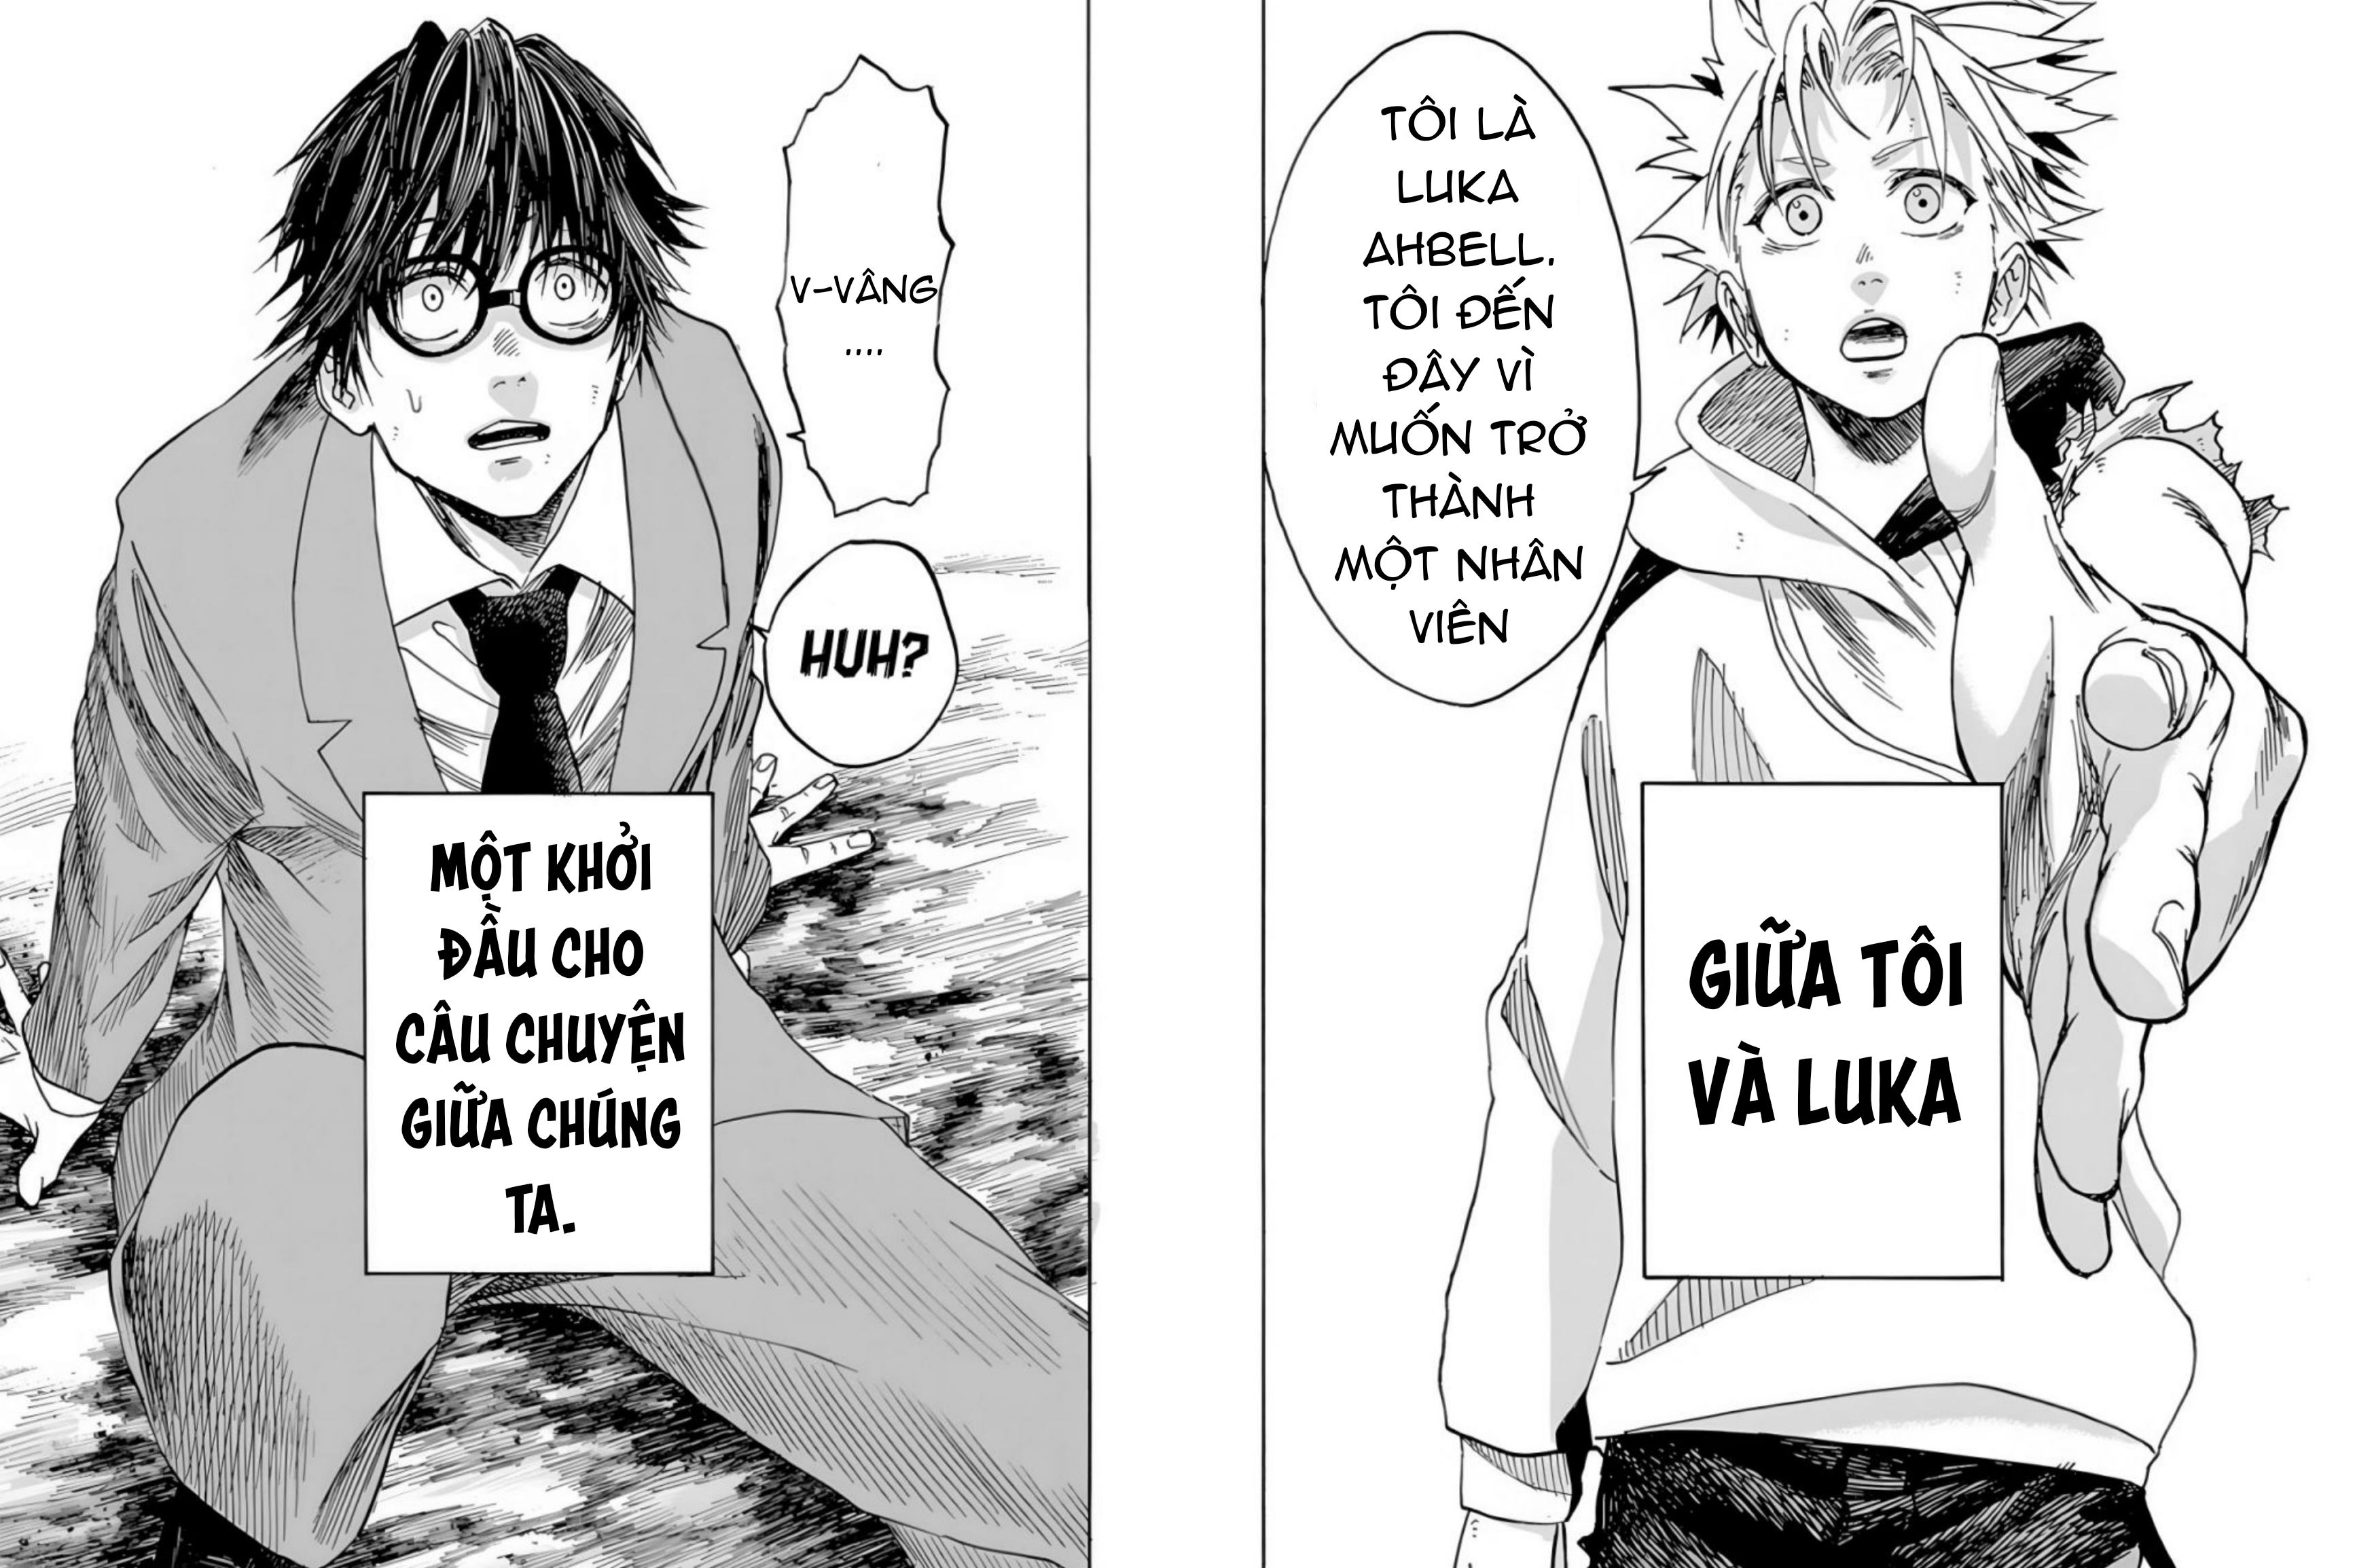 TÔI LÀ
LUKA
AHBELL.
TÔI ĐẾN
ĐÂY VÌ
MUỐN TRỞ
THÀNH
MỘT NHÂN
VIÊN
GIỮA TÔI
VÀ LUKA
V-VÂNG
....
HUH?
MỘT KHỞI
ĐẦU CHO
CÂU CHUYỆN
GIỮA CHÚNG
TA.